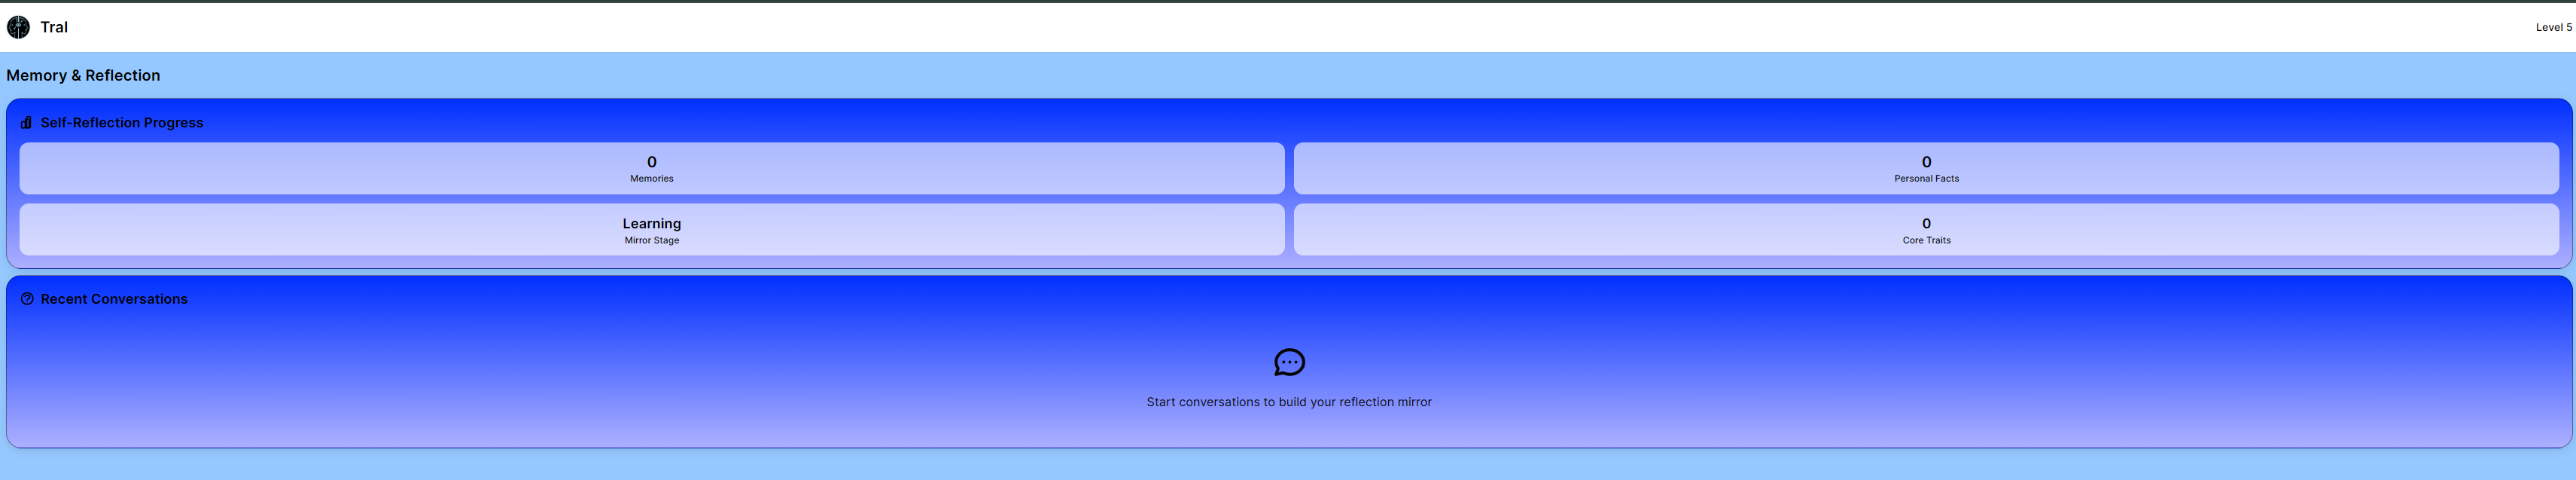 Tral
Level 5
Memory & Reflection
Self-Reflection Progress
0
Memories
0
Personal Facts
Learning
Mirror Stage
0
Core Traits
Recent Conversations
Start conversations to build your reflection mirror